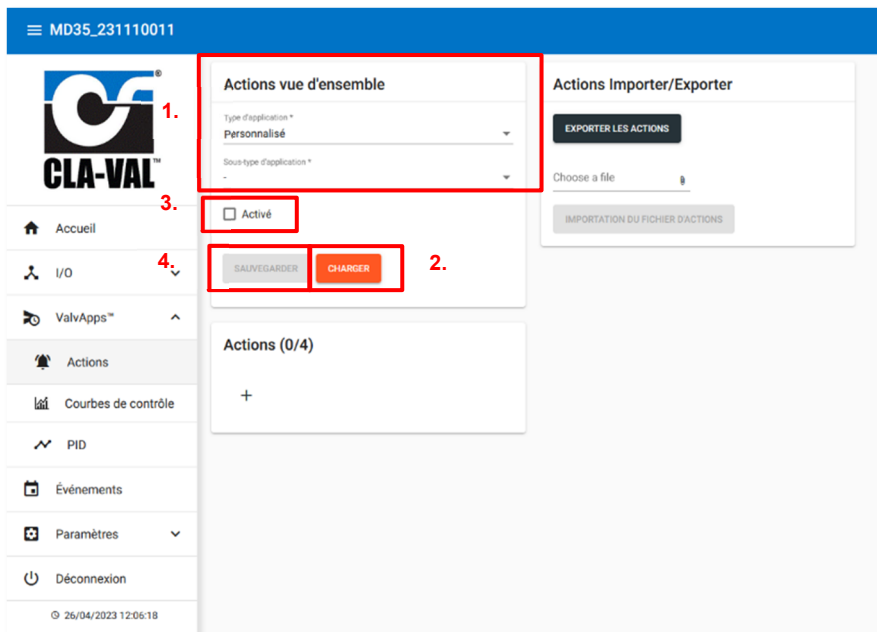 MD35_231110011
CLA-VAL™
®
Accueil
I/O
ValvApps™
Actions
Courbes de contrôle
PID
Événements
Paramètres
Déconnexion
26/04/2023 12:06:18
1.
Actions vue d'ensemble
Type d'application *
Personnalisé
Sous-type d'application *
-
3.
Activé
4.
SAUVEGARDER
CHARGER
2.
Actions (0/4)
+
Actions Importer/Exporter
EXPORTER LES ACTIONS
Choose a file
IMPORTATION DU FICHIER D'ACTIONS